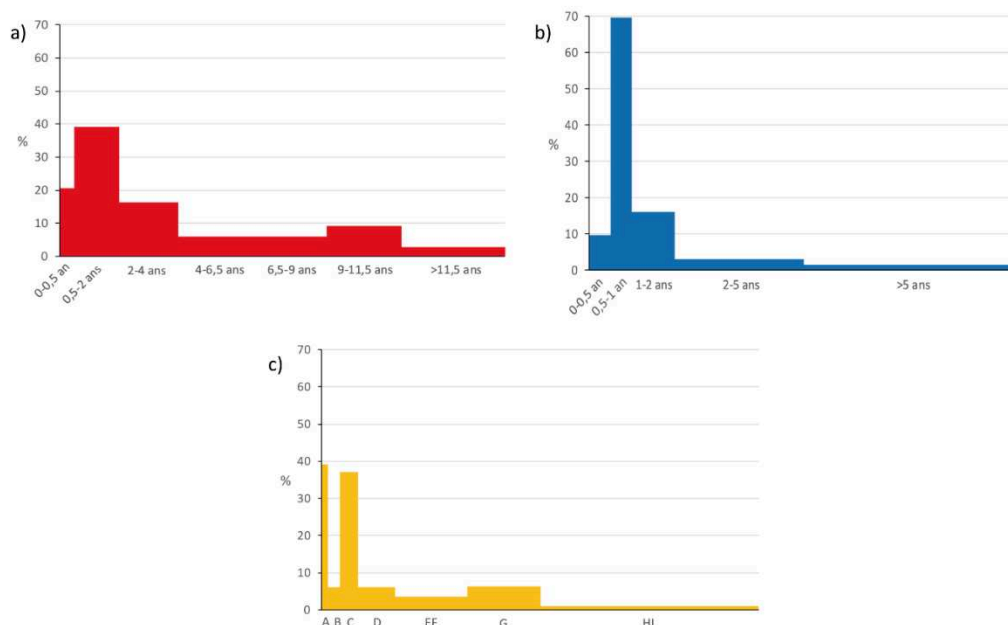 a)
70
60
50
40
30
20
10
0
%
0-0,5 an
0,5-2 ans
2-4 ans
4-6,5 ans
6,5-9 ans
9-11,5 ans
>11,5 ans
b)
70
60
50
40
30
20
10
0
%
0-0,5 an
0,5-1 an
1-2 ans
2-5 ans
>5 ans
c)
70
60
50
40
30
20
10
0
%
A B C D EF G HI